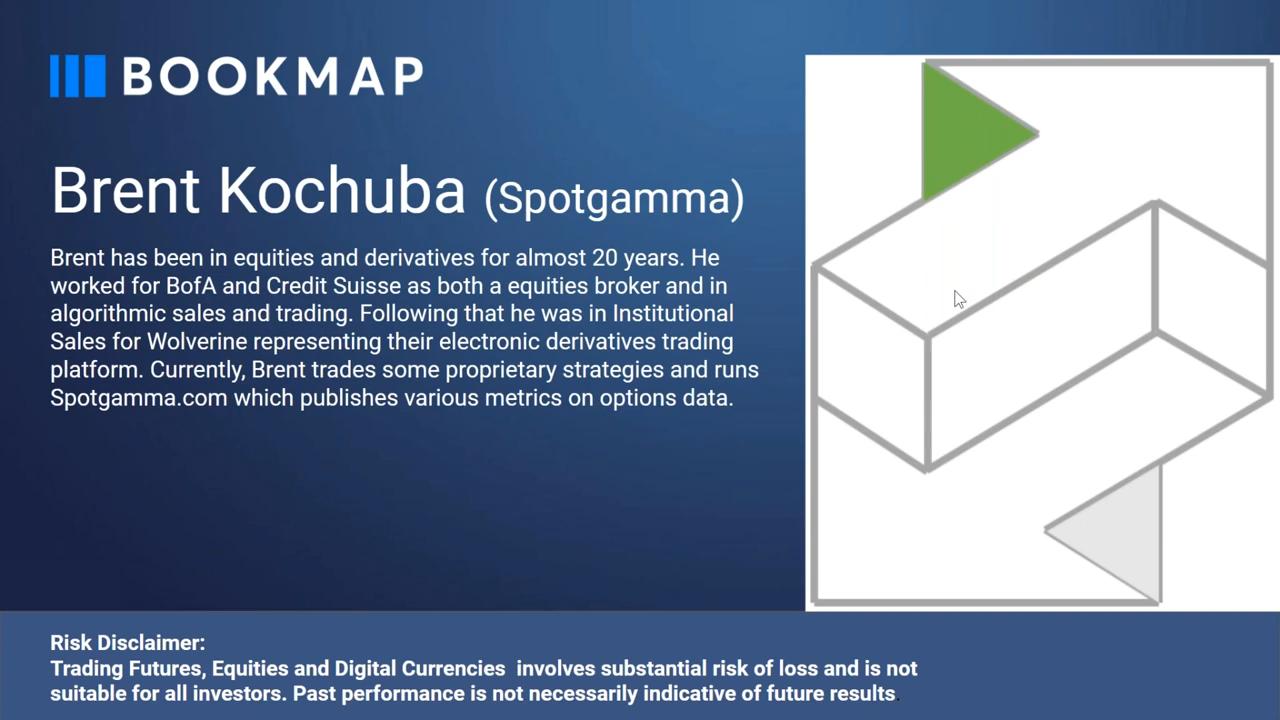 BOOKMAP
Brent Kochuba (Spotgamma)
Brent has been in equities and derivatives for almost 20 years. He
worked for BofA and Credit Suisse as both a equities broker and in
algorithmic sales and trading. Following that he was in Institutional
Sales for Wolverine representing their electronic derivatives trading
platform. Currently, Brent trades some proprietary strategies and runs
Spotgamma.com which publishes various metrics on options data.
Risk Disclaimer:
Trading Futures, Equities and Digital Currencies  involves substantial risk of loss and is not
suitable for all investors. Past performance is not necessarily indicative of future results.